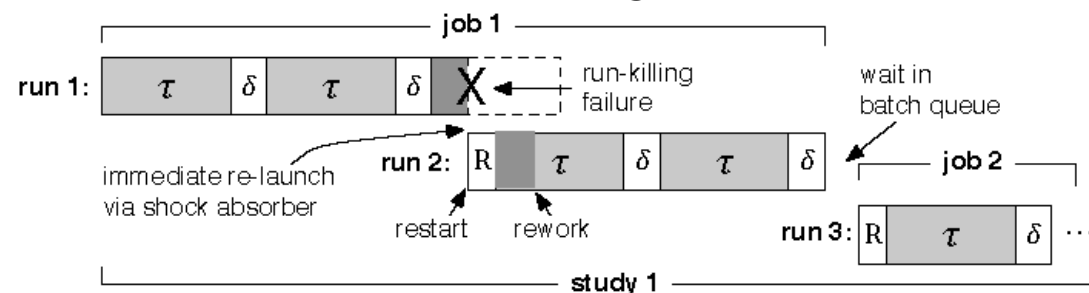 job 1
run 1: τ δ τ δ X
run-killing
failure
wait in
batch queue
immediate re-launch
via shock absorber
run 2: R τ δ τ δ
restart
rework
job 2
run 3: R τ δ ...
study 1